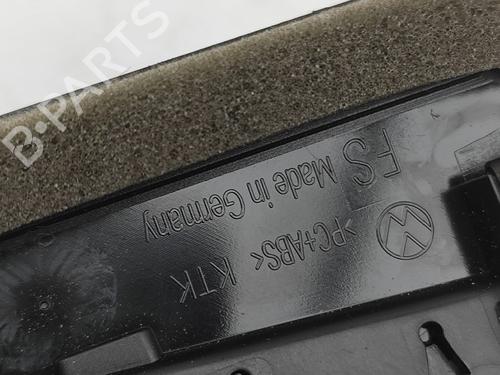 B-PARTS
>PC+ABS< KTK
FS Made in
Germany